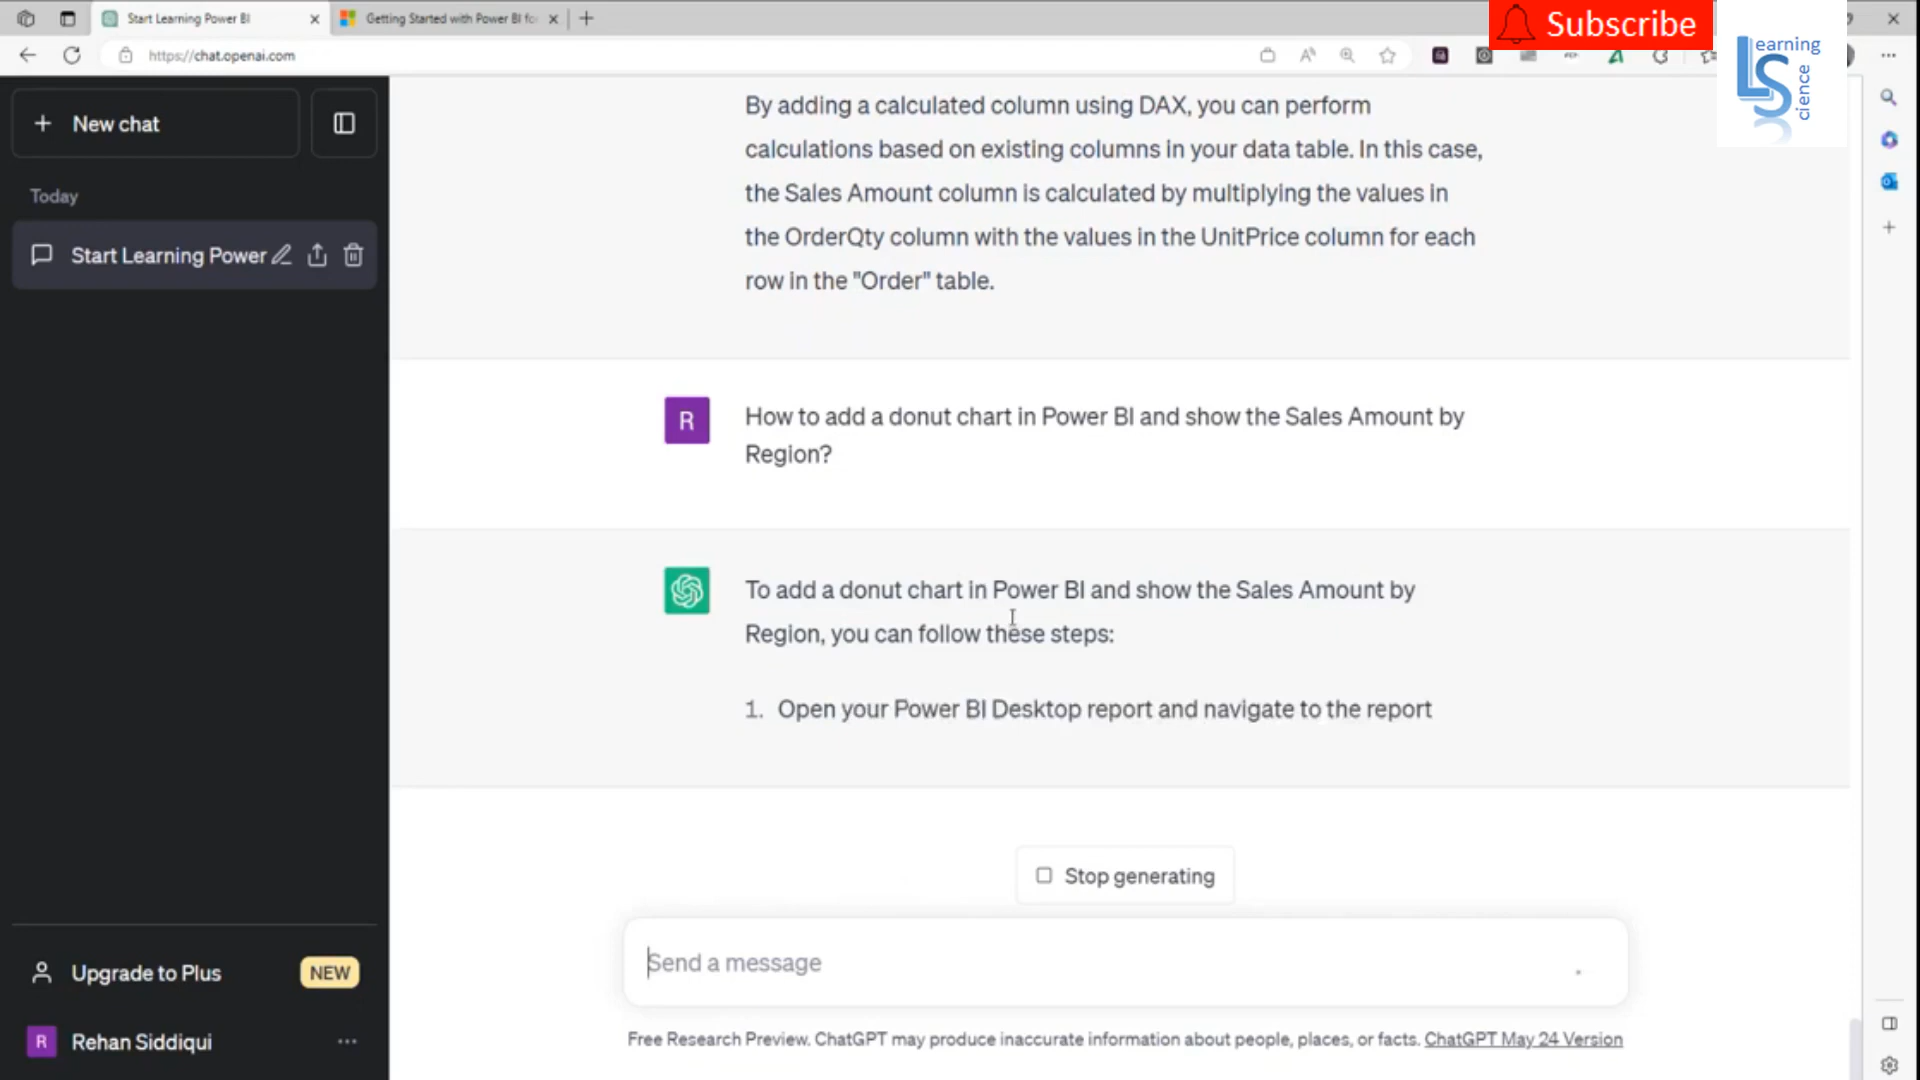 Start Learning Power BI
Getting Started with Power BI fo
Subscribe
https://chat.openai.com
Learning
Science
New chat
Today
Start Learning Power
By adding a calculated column using DAX, you can perform
calculations based on existing columns in your data table. In this case,
the Sales Amount column is calculated by multiplying the values in
the OrderQty column with the values in the UnitPrice column for each
row in the "Order" table.
R
How to add a donut chart in Power BI and show the Sales Amount by
Region?
To add a donut chart in Power BI and show the Sales Amount by
Region, you can follow these steps:
1. Open your Power BI Desktop report and navigate to the report
Stop generating
Send a message
Upgrade to Plus
NEW
R
Rehan Siddiqui
Free Research Preview. ChatGPT may produce inaccurate information about people, places, or facts. ChatGPT May 24 Version